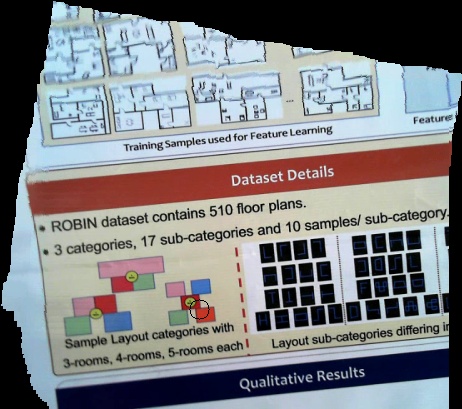 Training Samples used for Feature Learning
Feature
Dataset Details
• ROBIN dataset contains 510 floor plans.
• 3 categories, 17 sub-categories and 10 samples/ sub-category.
Sample Layout categories with
3-rooms, 4-rooms, 5-rooms each
Layout sub-categories differing in
Qualitative Results